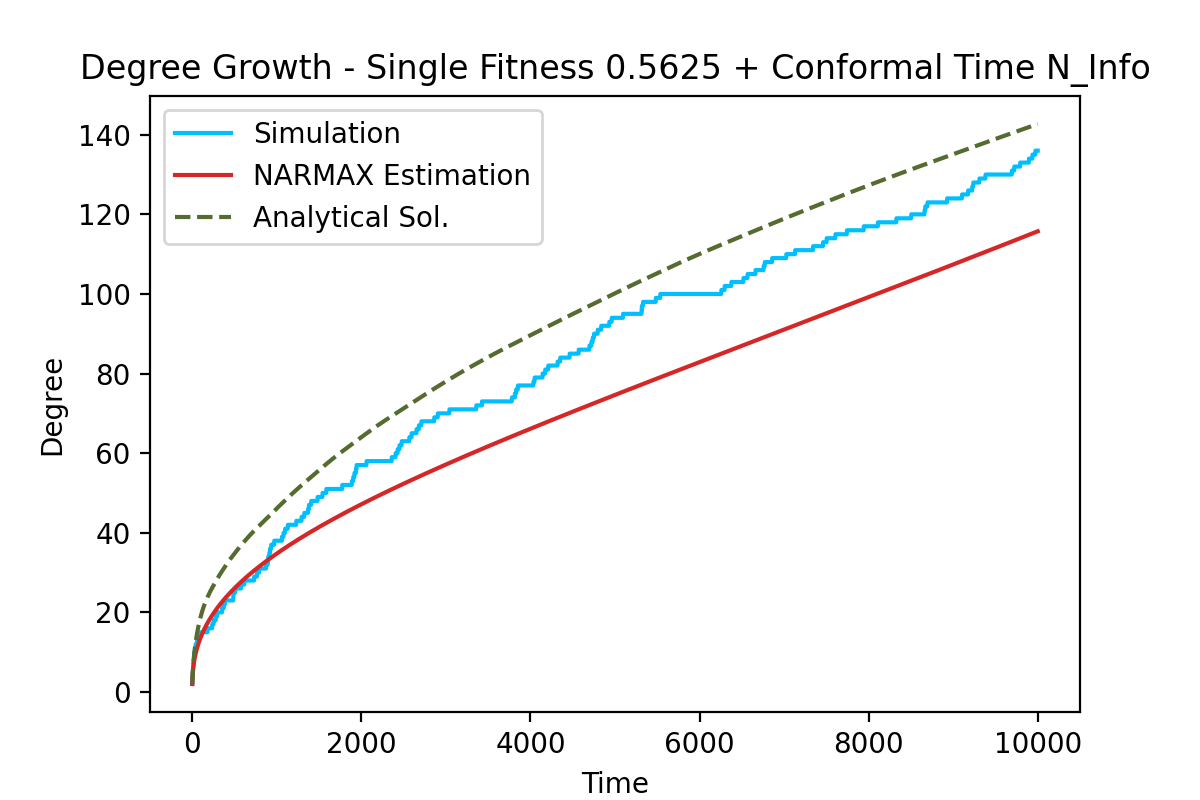 Degree Growth - Single Fitness 0.5625 + Conformal Time N_Info
Simulation
NARMAX Estimation
Analytical Sol.
140
120
100
80
60
40
20
0
Degree
0 2000 4000 6000 8000 10000
Time